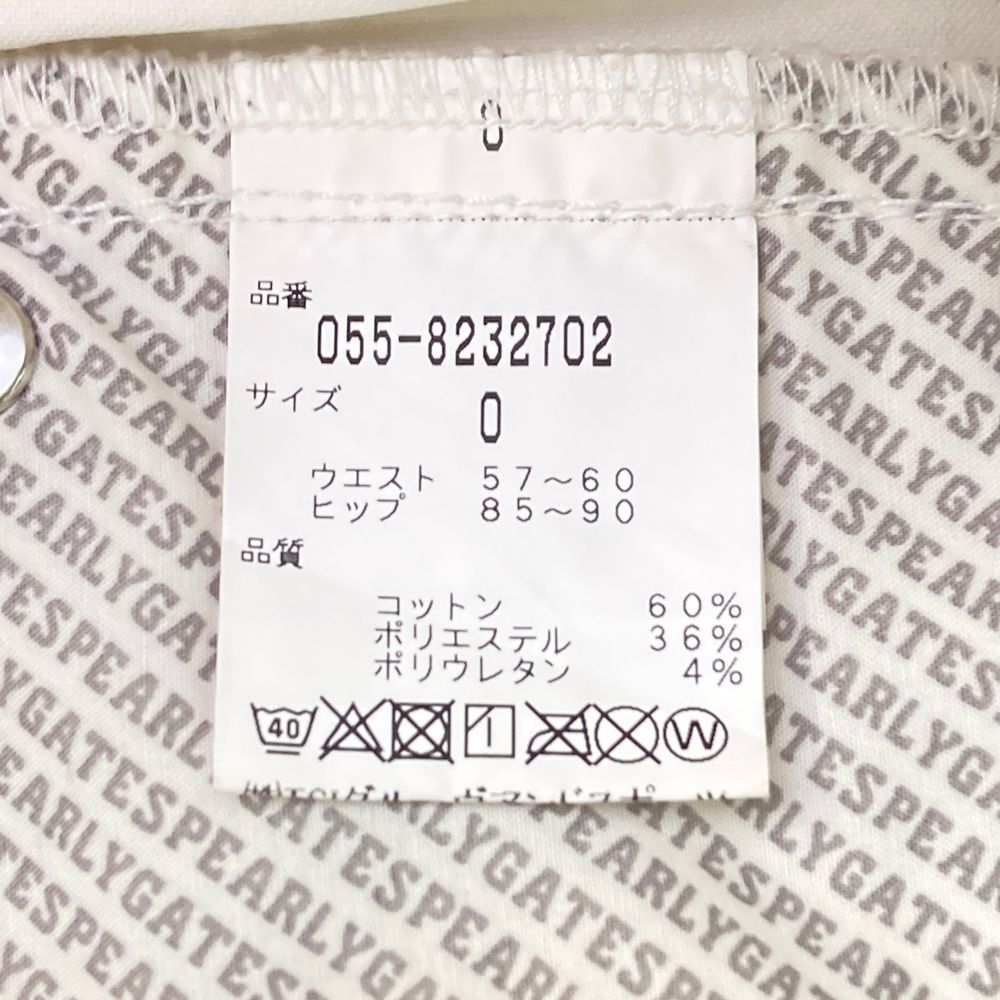 0
品番
055-8232702
サイズ
0
ウエスト 57~60
ヒップ 85~90
品質
コットン 60%
ポリエステル 36%
ポリウレタン 4%
40
W
PEARLYGATESPEARLYGATES